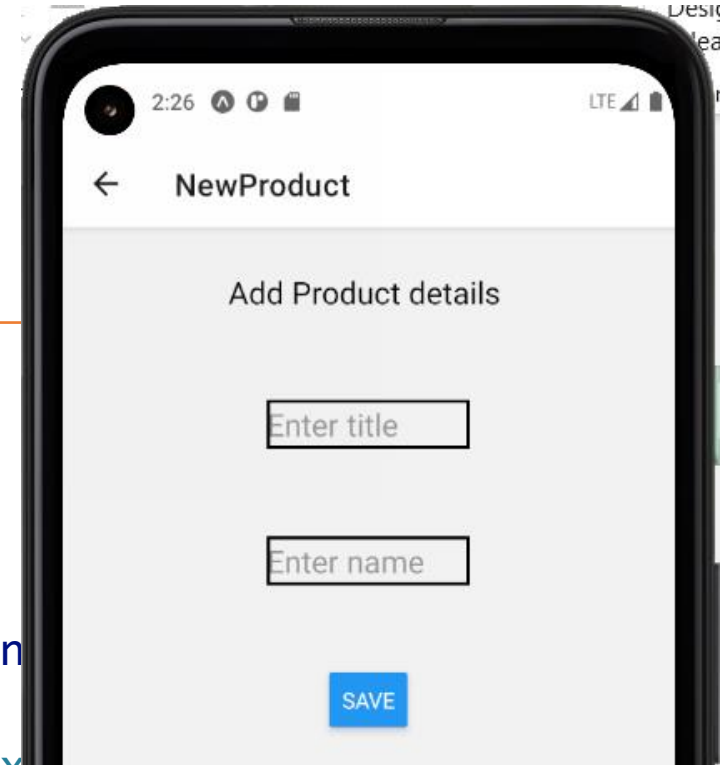 2:26 LTE
NewProduct
Add Product details
Enter title
Enter name
SAVE